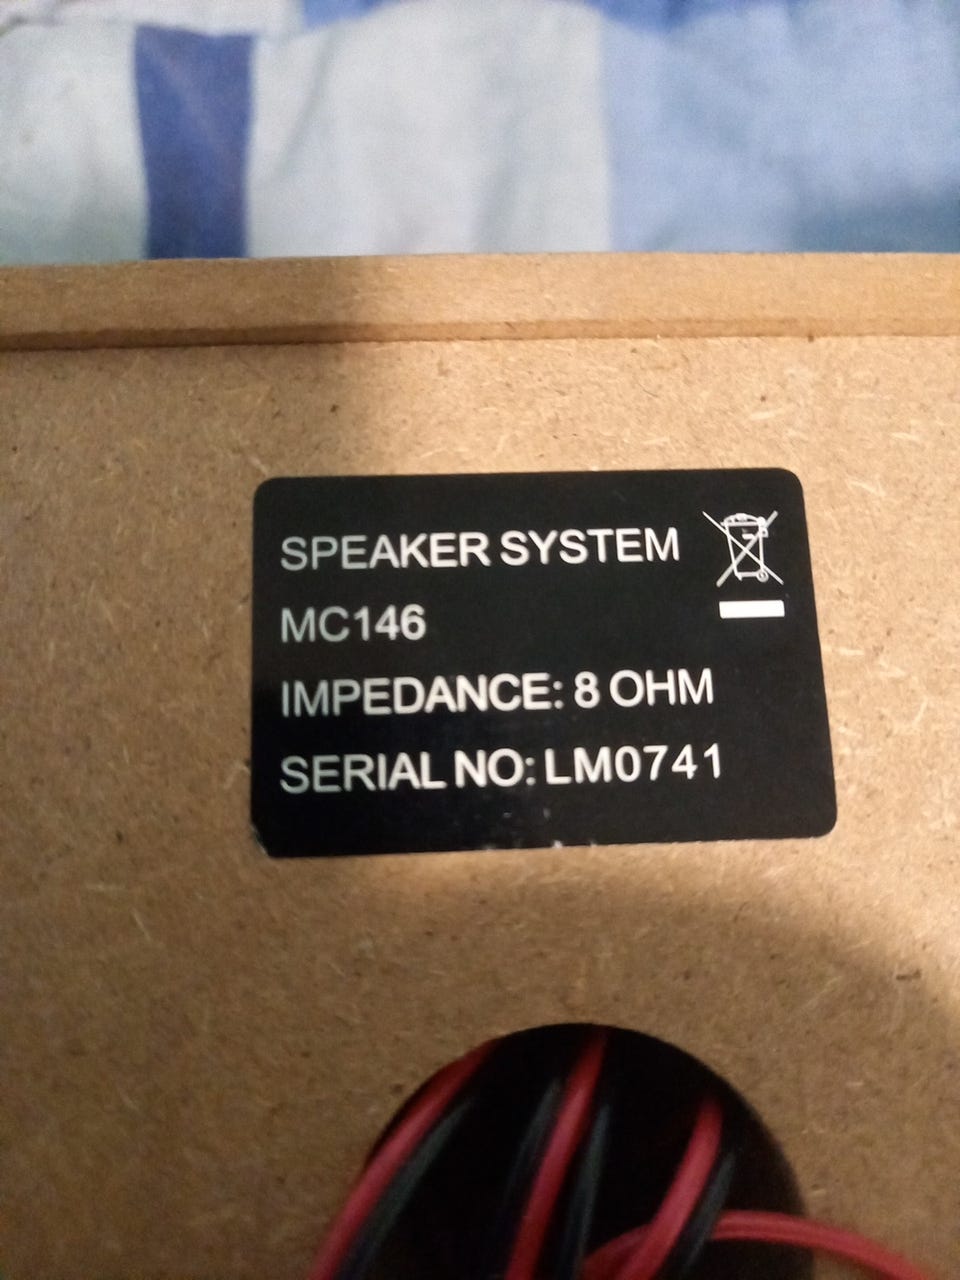 SPEAKER SYSTEM
MC146
IMPEDANCE: 8 OHM
SERIAL NO: LM0741